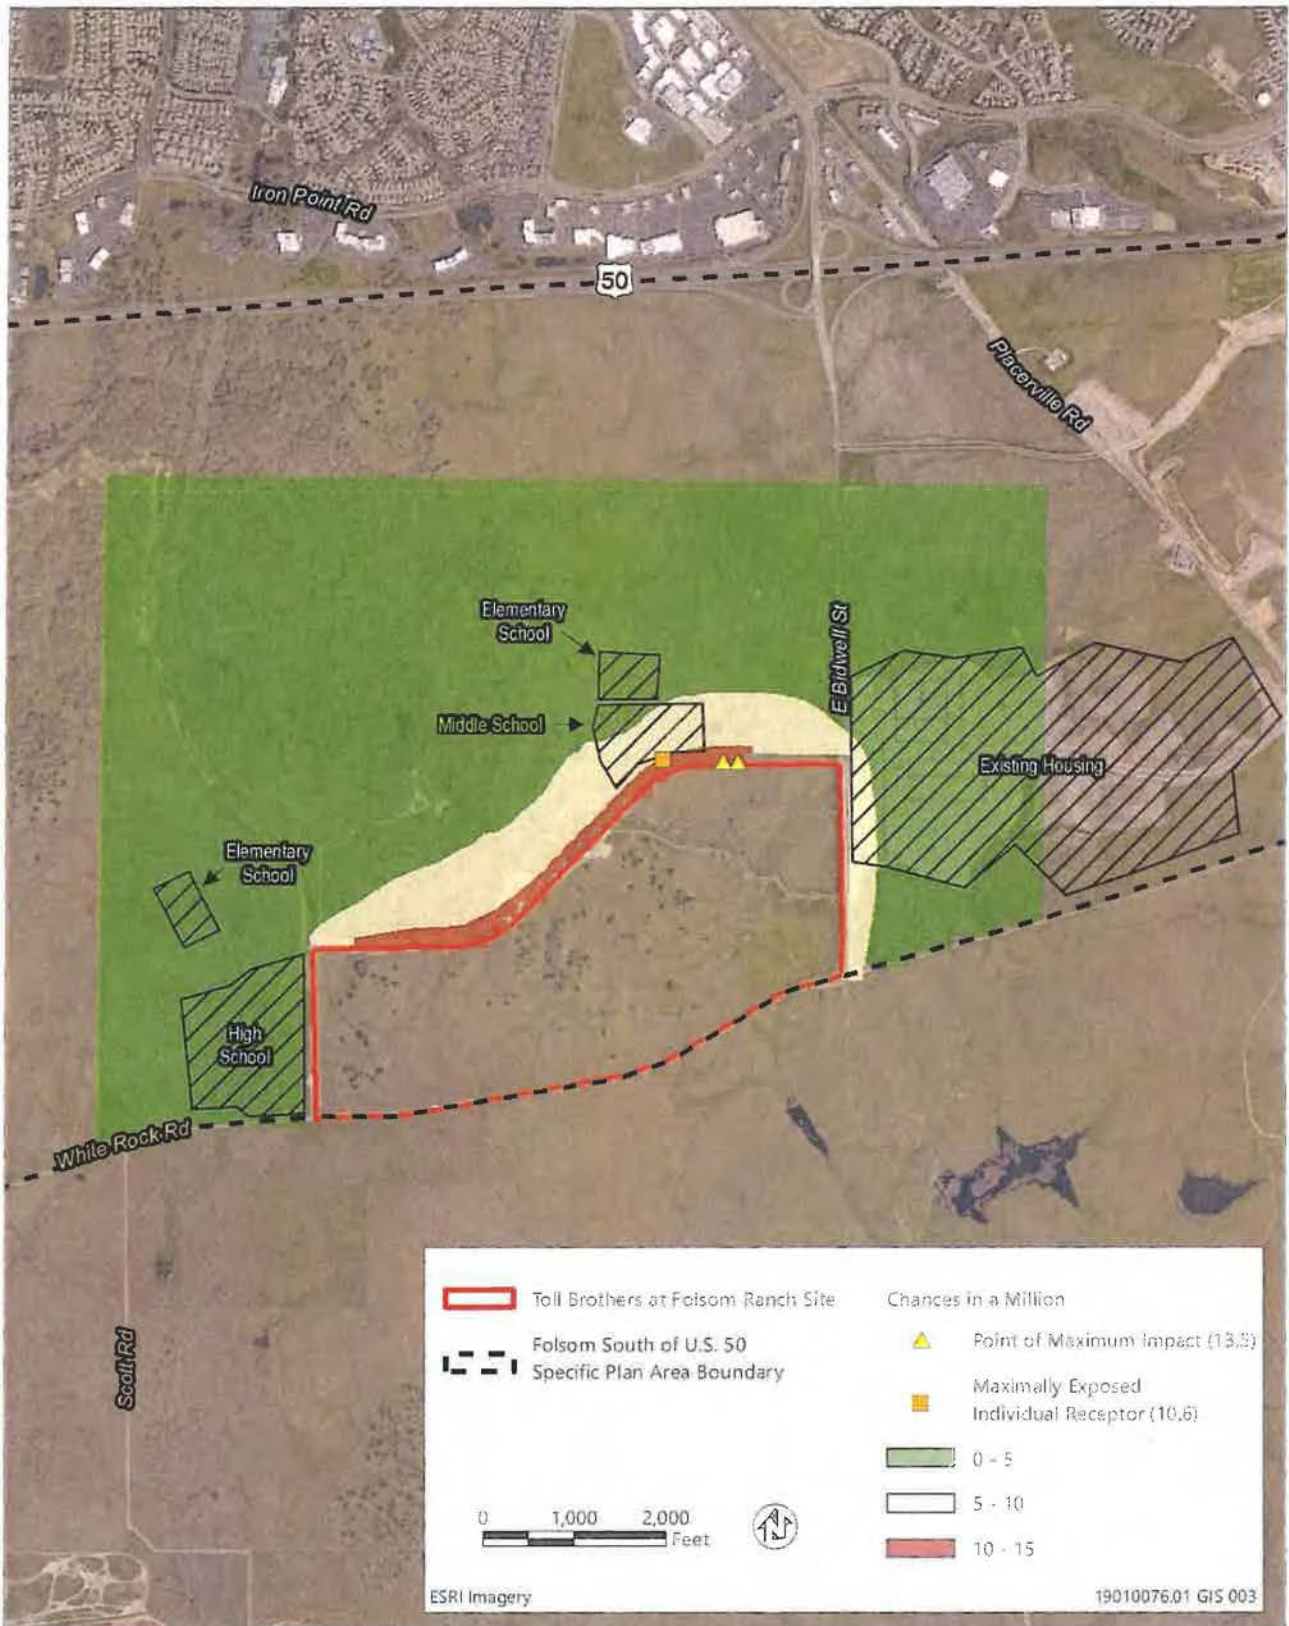 Iron Point Rd
50
Placerville Rd
Elementary
School
E Bidwell St
Middle School
Existing Housing
Elementary
School
High
School
White Rock Rd
Scott Rd
Toll Brothers at Folsom Ranch Site
Folsom South of U.S. 50
Specific Plan Area Boundary
Chances in a Million
Point of Maximum Impact (13.5)
Maximally Exposed
Individual Receptor (10.6)
0 - 5
5 - 10
10 - 15
0 1,000 2,000
Feet
N
ESRI Imagery
19010076.01 GIS 003